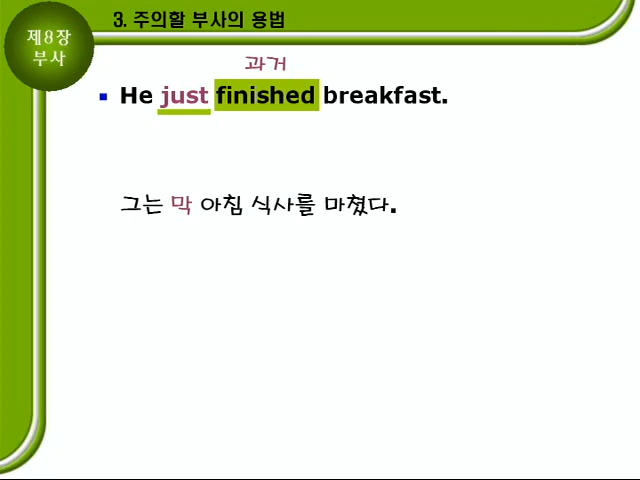 제8장
부사
3. 주의할 부사의 용법
과거
▪ He just finished breakfast.
그는 막 아침 식사를 마쳤다.